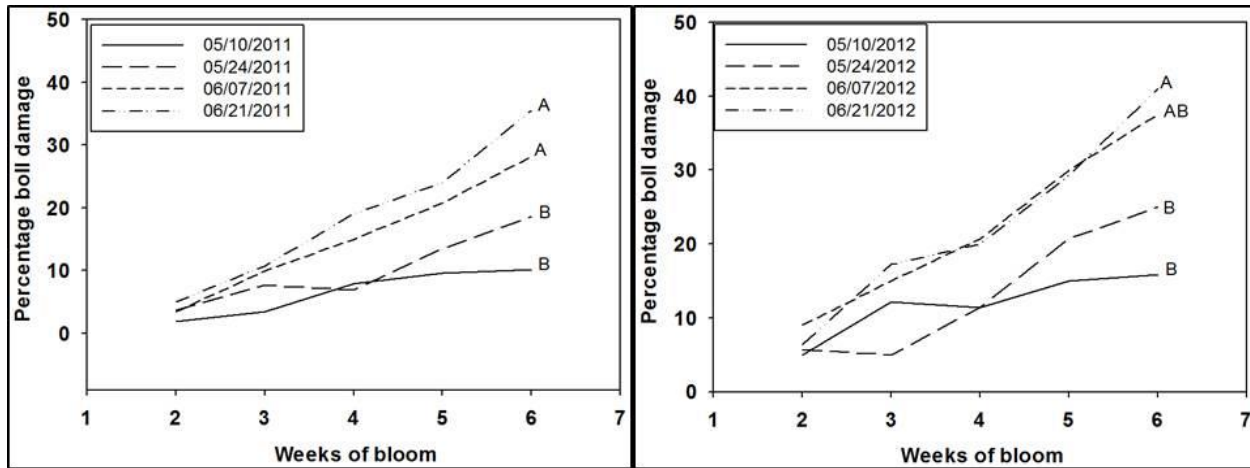 Percentage boll damage
50
40
30
20
10
0
05/10/2011
05/24/2011
06/07/2011
06/21/2011
A
A
B
B
1 2 3 4 5 6 7
Weeks of bloom
Percentage boll damage
50
40
30
20
10
0
05/10/2012
05/24/2012
06/07/2012
06/21/2012
A
AB
B
B
1 2 3 4 5 6 7
Weeks of bloom